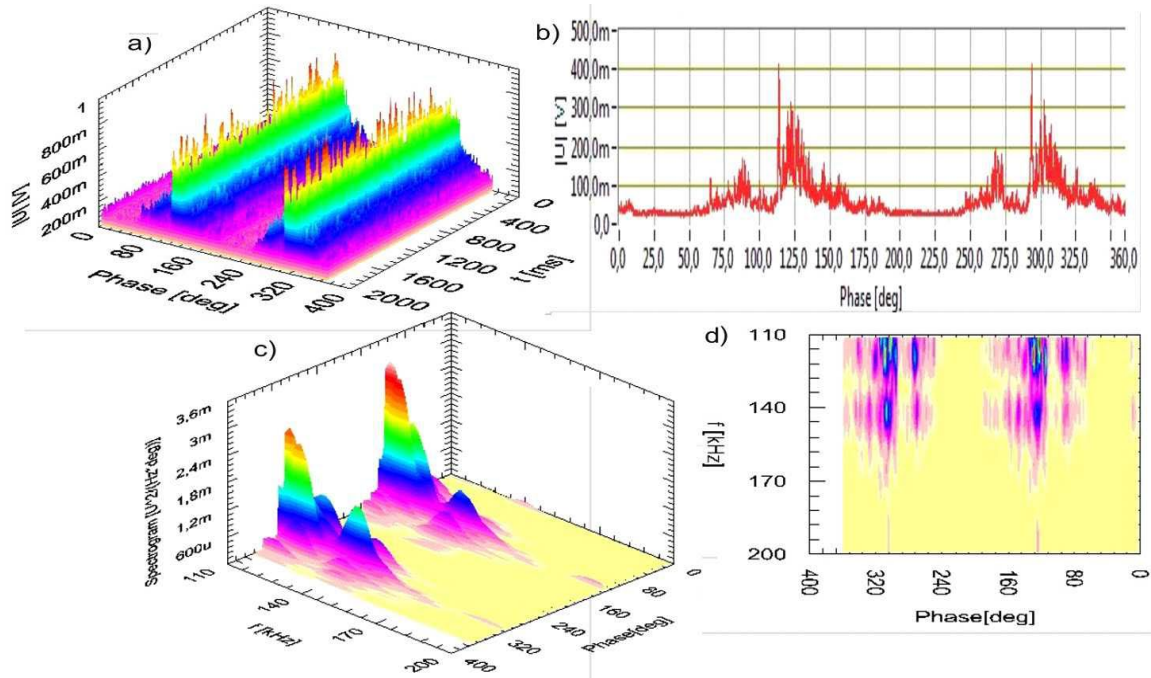 a)
1
800m
600m
400m
200m
|U| [V]
0
80
160
240
320
400
Phase [deg]
0
400
800
1200
1600
2000
t [ms]
b)
500,0m
400,0m
300,0m
200,0m
100,0m
0,0
|U| [V]
0,0 25,0 50,0 75,0 100,0 125,0 150,0 175,0 200,0 225,0 250,0 275,0 300,0 325,0 360,0
Phase [deg]
c)
3,6m
3m
2,4m
1,8m
1,2m
600u
Spectrogram [U^2/(Hz*deg)]
110
140
170
200
f [kHz]
0
80
160
240
320
400
Phase[deg]
d)
110
140
170
200
f [kHz]
400 320 240 160 80 0
Phase[deg]